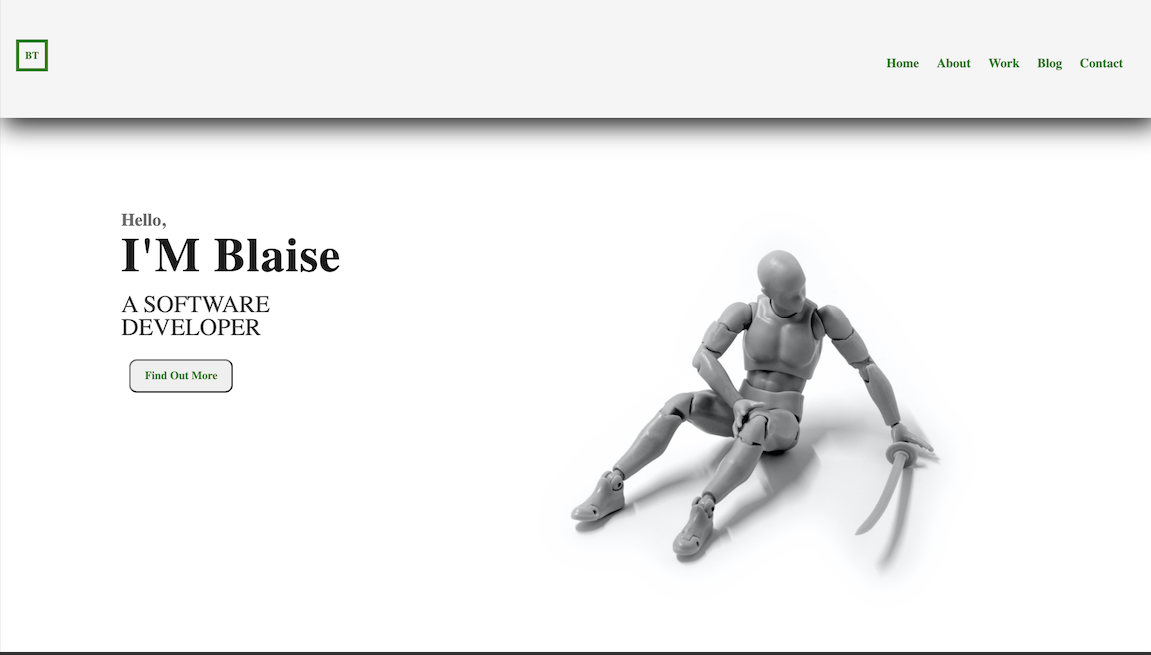 BT
Home About Work Blog Contact
Hello,
I'M Blaise
A SOFTWARE
DEVELOPER
Find Out More